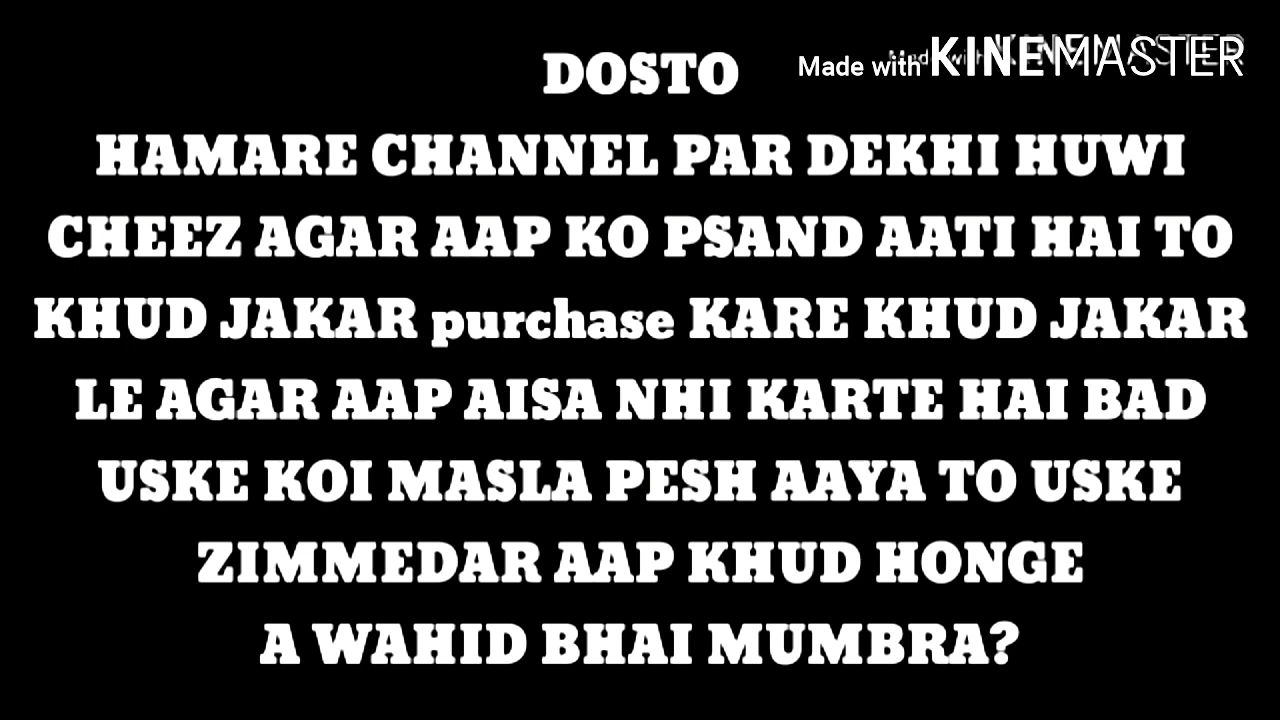 Made with KINEMASTER
DOSTO
HAMARE CHANNEL PAR DEKHI HUWI
CHEEZ AGAR AAP KO PSAND AATI HAI TO
KHUD JAKAR purchase KARE KHUD JAKAR
LE AGAR AAP AISA NHI KARTE HAI BAD
USKE KOI MASLA PESH AAYA TO USKE
ZIMMEDAR AAP KHUD HONGE
A WAHID BHAI MUMBRA?